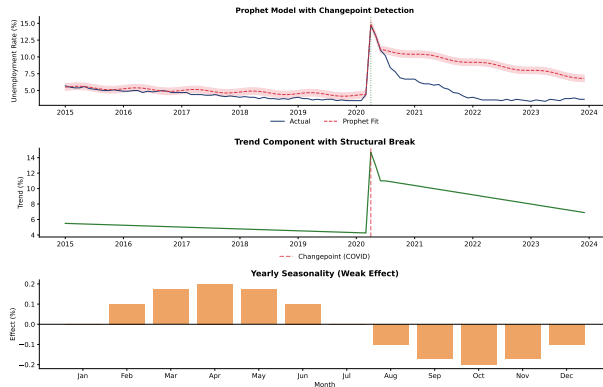 Prophet Model with Changepoint Detection
Unemployment Rate (%)
15.0
12.5
10.0
7.5
5.0
2015 2016 2017 2018 2019 2020 2021 2022 2023 2024
Actual Prophet Fit
Trend Component with Structural Break
Trend (%)
14
12
10
8
6
4
2015 2016 2017 2018 2019 2020 2021 2022 2023 2024
Changepoint (COVID)
Yearly Seasonality (Weak Effect)
Effect (%)
0.2
0.1
0.0
−0.1
−0.2
Jan Feb Mar Apr May Jun Jul Aug Sep Oct Nov Dec
Month